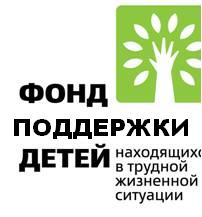 ФОНД
ПОДДЕРЖКИ
ДЕТЕЙ
находящихс
в трудной
жизненной
ситуации